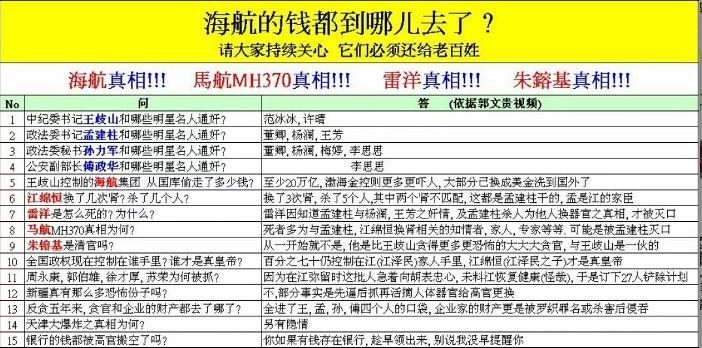 海航的钱都到哪儿去了？
请大家持续关心 它们必须还给老百姓
海航真相!!! 馬航MH370真相!!! 雷洋真相!!! 朱鎔基真相!!!
No 问 答 (依据郭文贵视频)
1 中纪委书记王歧山和哪些明星名人通奸? 范冰冰, 许晴
2 政法委书记孟建柱和哪些明星名人通奸? 董卿, 杨澜, 王芳
3 政法委秘书孙力军和哪些明星名人通奸? 董卿, 杨澜, 梅婷, 李思思
4 公安副部长傅政华和哪些明星名人通奸? 李思思
5 王歧山控制的海航集团 从国库偷走了多少钱? 至少20万亿, 渤海金控则更多更吓人, 大部分已换成美金洗到国外了
6 江绵恒换了几次肾? 杀了几个人? 换了3次肾, 杀了5个人,其中两个肾不匹配, 这都是孟建柱干的, 孟是江的家臣
7 雷洋是怎么死的? 为什么? 雷洋因知道孟建柱与杨澜, 王芳之奸情, 及孟建柱杀人为他人换器官之真相, 才被灭口
8 马航MH370真相为何? 死者多为与孟建柱, 江绵恒换肾相关的知情者, 家人, 专家等等, 可能是被孟建柱灭口
9 朱鎔基是清官吗? 从一开始就不是, 他是比王歧山贪得更多更恐怖的大大大贪官, 与王歧山是一伙的
10 全国政权现在控制在谁手里? 谁才是真皇帝? 百分之七十仍控制在江(江泽民)家人手里, 江绵恒(江泽民之子)才是真皇帝
11 周永康, 郭伯雄, 徐才厚, 苏荣为何被抓? 因为在江弥留时这批人急着向胡表忠心, 未料江恢复健康(怪哉), 于是订下27人铲除计划
12 新疆真有那么多恐怖份子吗? 不,部分事实是先逼后抓再活摘人体器官给高官更换
13 反贪五年来, 贪官和企业的财产都去了哪了? 全进了王, 孟, 孙, 傅四个人的口袋, 企业家的财产更是被罗织罪名或杀害后侵吞
14 天津大爆炸之真相为何? 另有隐情
15 银行的钱都被高官搬空了吗? 你如果有钱存在银行, 趁早领出来, 别说我没早提醒你